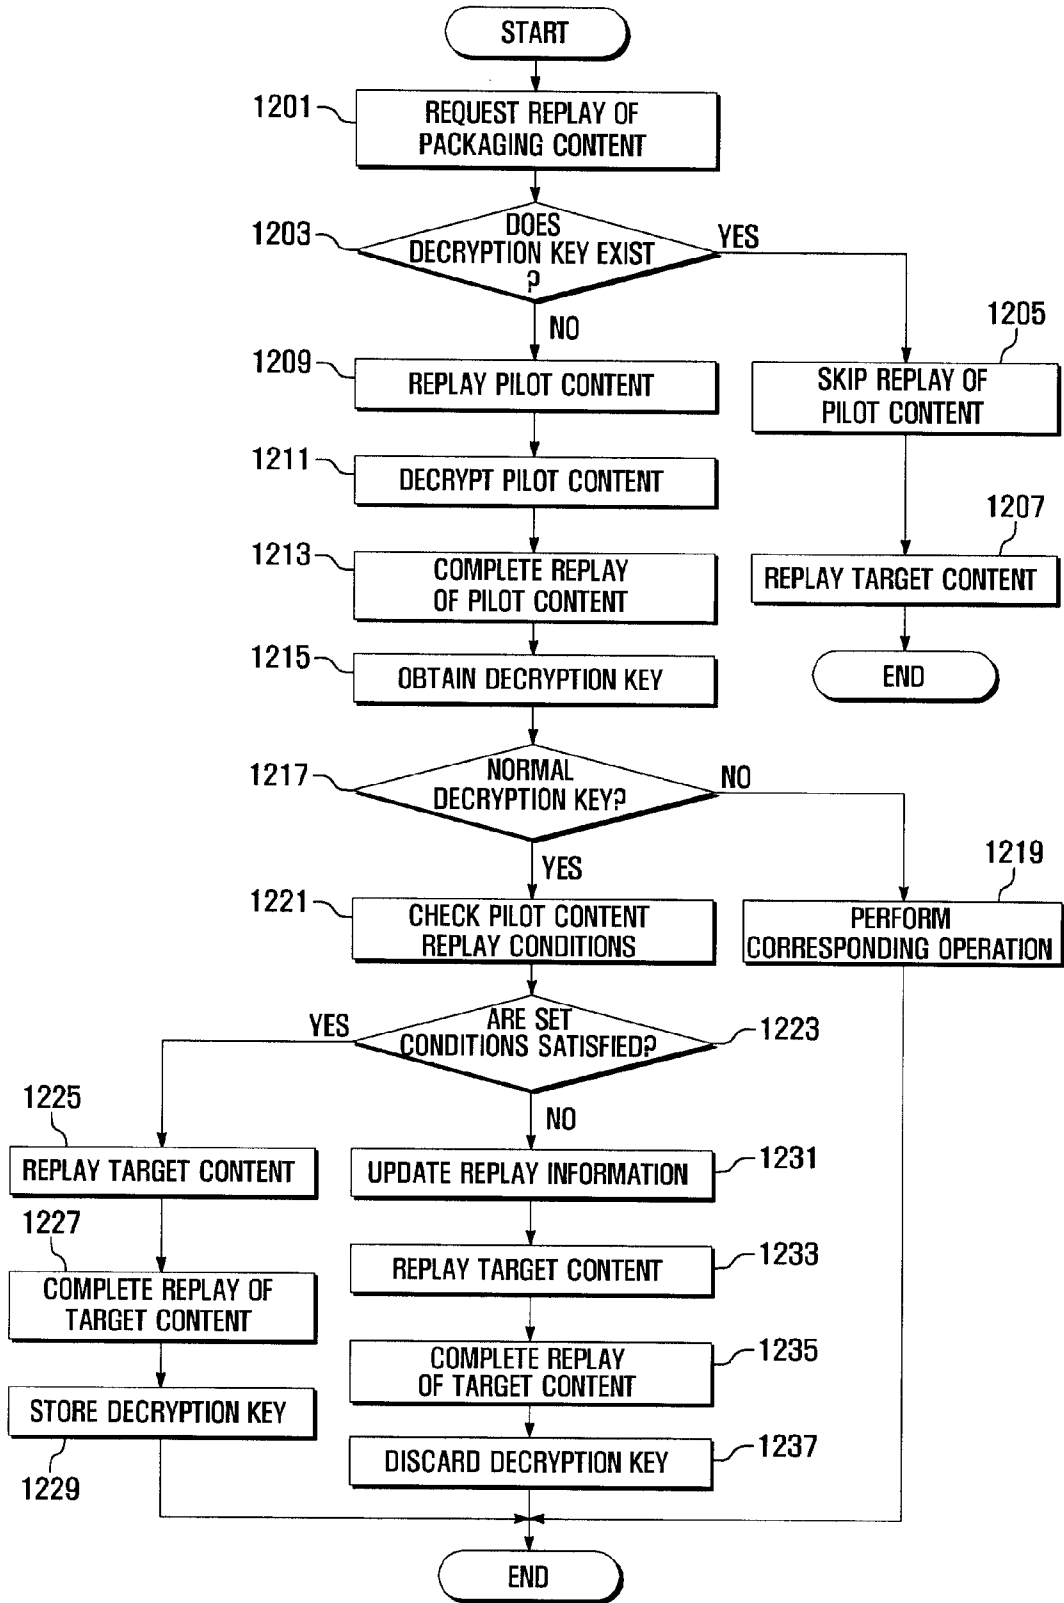 START
1201
REQUEST REPLAY OF
PACKAGING CONTENT
1203
DOES
DECRYPTION KEY EXIST
?
YES
NO
1205
SKIP REPLAY OF
PILOT CONTENT
1209
REPLAY PILOT CONTENT
1211
DECRYPT PILOT CONTENT
1207
REPLAY TARGET CONTENT
END
1213
COMPLETE REPLAY
OF PILOT CONTENT
1215
OBTAIN DECRYPTION KEY
1217
NORMAL
DECRYPTION KEY?
NO
YES
1219
PERFORM
CORRESPONDING OPERATION
1221
CHECK PILOT CONTENT
REPLAY CONDITIONS
YES
ARE SET
CONDITIONS SATISFIED?
1223
NO
1225
REPLAY TARGET CONTENT
1227
COMPLETE REPLAY OF
TARGET CONTENT
STORE DECRYPTION KEY
1229
UPDATE REPLAY INFORMATION
1231
REPLAY TARGET CONTENT
1233
COMPLETE REPLAY
OF TARGET CONTENT
1235
DISCARD DECRYPTION KEY
1237
END